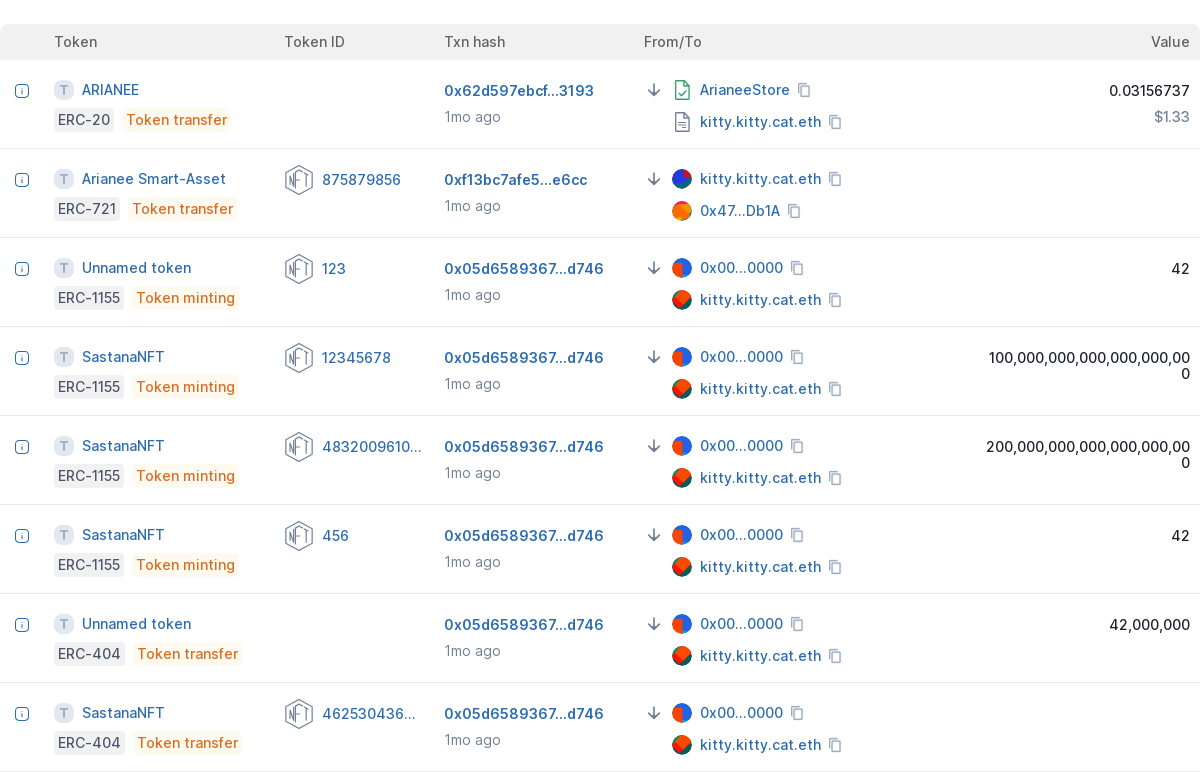 Token Token ID Txn hash From/To Value
T ARIANEE 0x62d597ebcf...3193 ArianeeStore 0.03156737
ERC-20 Token transfer 1mo ago kitty.kitty.cat.eth $1.33
T Arianee Smart-Asset NFT 875879856 0xf13bc7afe5...e6cc kitty.kitty.cat.eth
ERC-721 Token transfer 1mo ago 0x47...Db1A
T Unnamed token NFT 123 0x05d6589367...d746 0x00...0000 42
ERC-1155 Token minting 1mo ago kitty.kitty.cat.eth
T SastanaNFT NFT 12345678 0x05d6589367...d746 0x00...0000 100,000,000,000,000,000,00
0
ERC-1155 Token minting 1mo ago kitty.kitty.cat.eth
T SastanaNFT NFT 4832009610... 0x05d6589367...d746 0x00...0000 200,000,000,000,000,000,00
0
ERC-1155 Token minting 1mo ago kitty.kitty.cat.eth
T SastanaNFT NFT 456 0x05d6589367...d746 0x00...0000 42
ERC-1155 Token minting 1mo ago kitty.kitty.cat.eth
T Unnamed token 0x05d6589367...d746 0x00...0000 42,000,000
ERC-404 Token transfer 1mo ago kitty.kitty.cat.eth
T SastanaNFT NFT 462530436... 0x05d6589367...d746 0x00...0000
ERC-404 Token transfer 1mo ago kitty.kitty.cat.eth